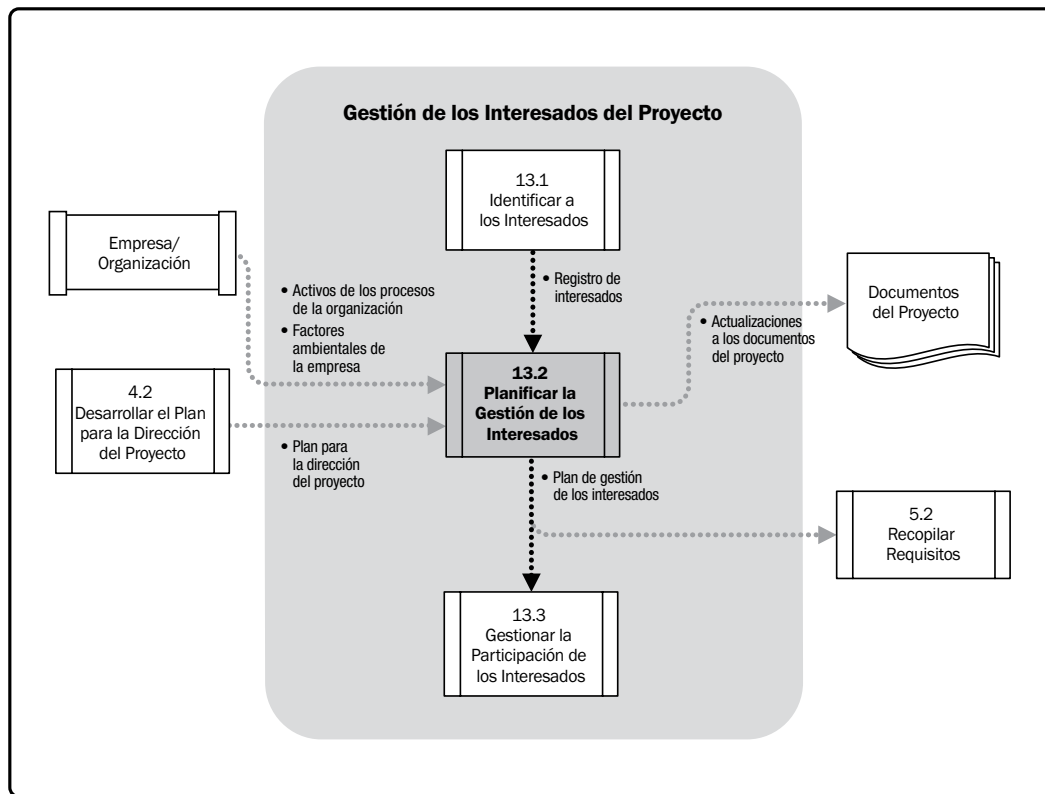 Gestión de los Interesados del Proyecto
13.1
Identificar a
los Interesados
Empresa/
Organización
• Registro de
interesados
• Activos de los procesos
de la organización
• Factores
ambientales de
la empresa
Documentos
del Proyecto
• Actualizaciones
a los documentos
del proyecto
13.2
Planificar la
Gestión de los
Interesados
4.2
Desarrollar el Plan
para la Dirección
del Proyecto
• Plan para
la dirección
del proyecto
• Plan de gestión
de los interesados
5.2
Recopilar
Requisitos
13.3
Gestionar la
Participación de
los Interesados